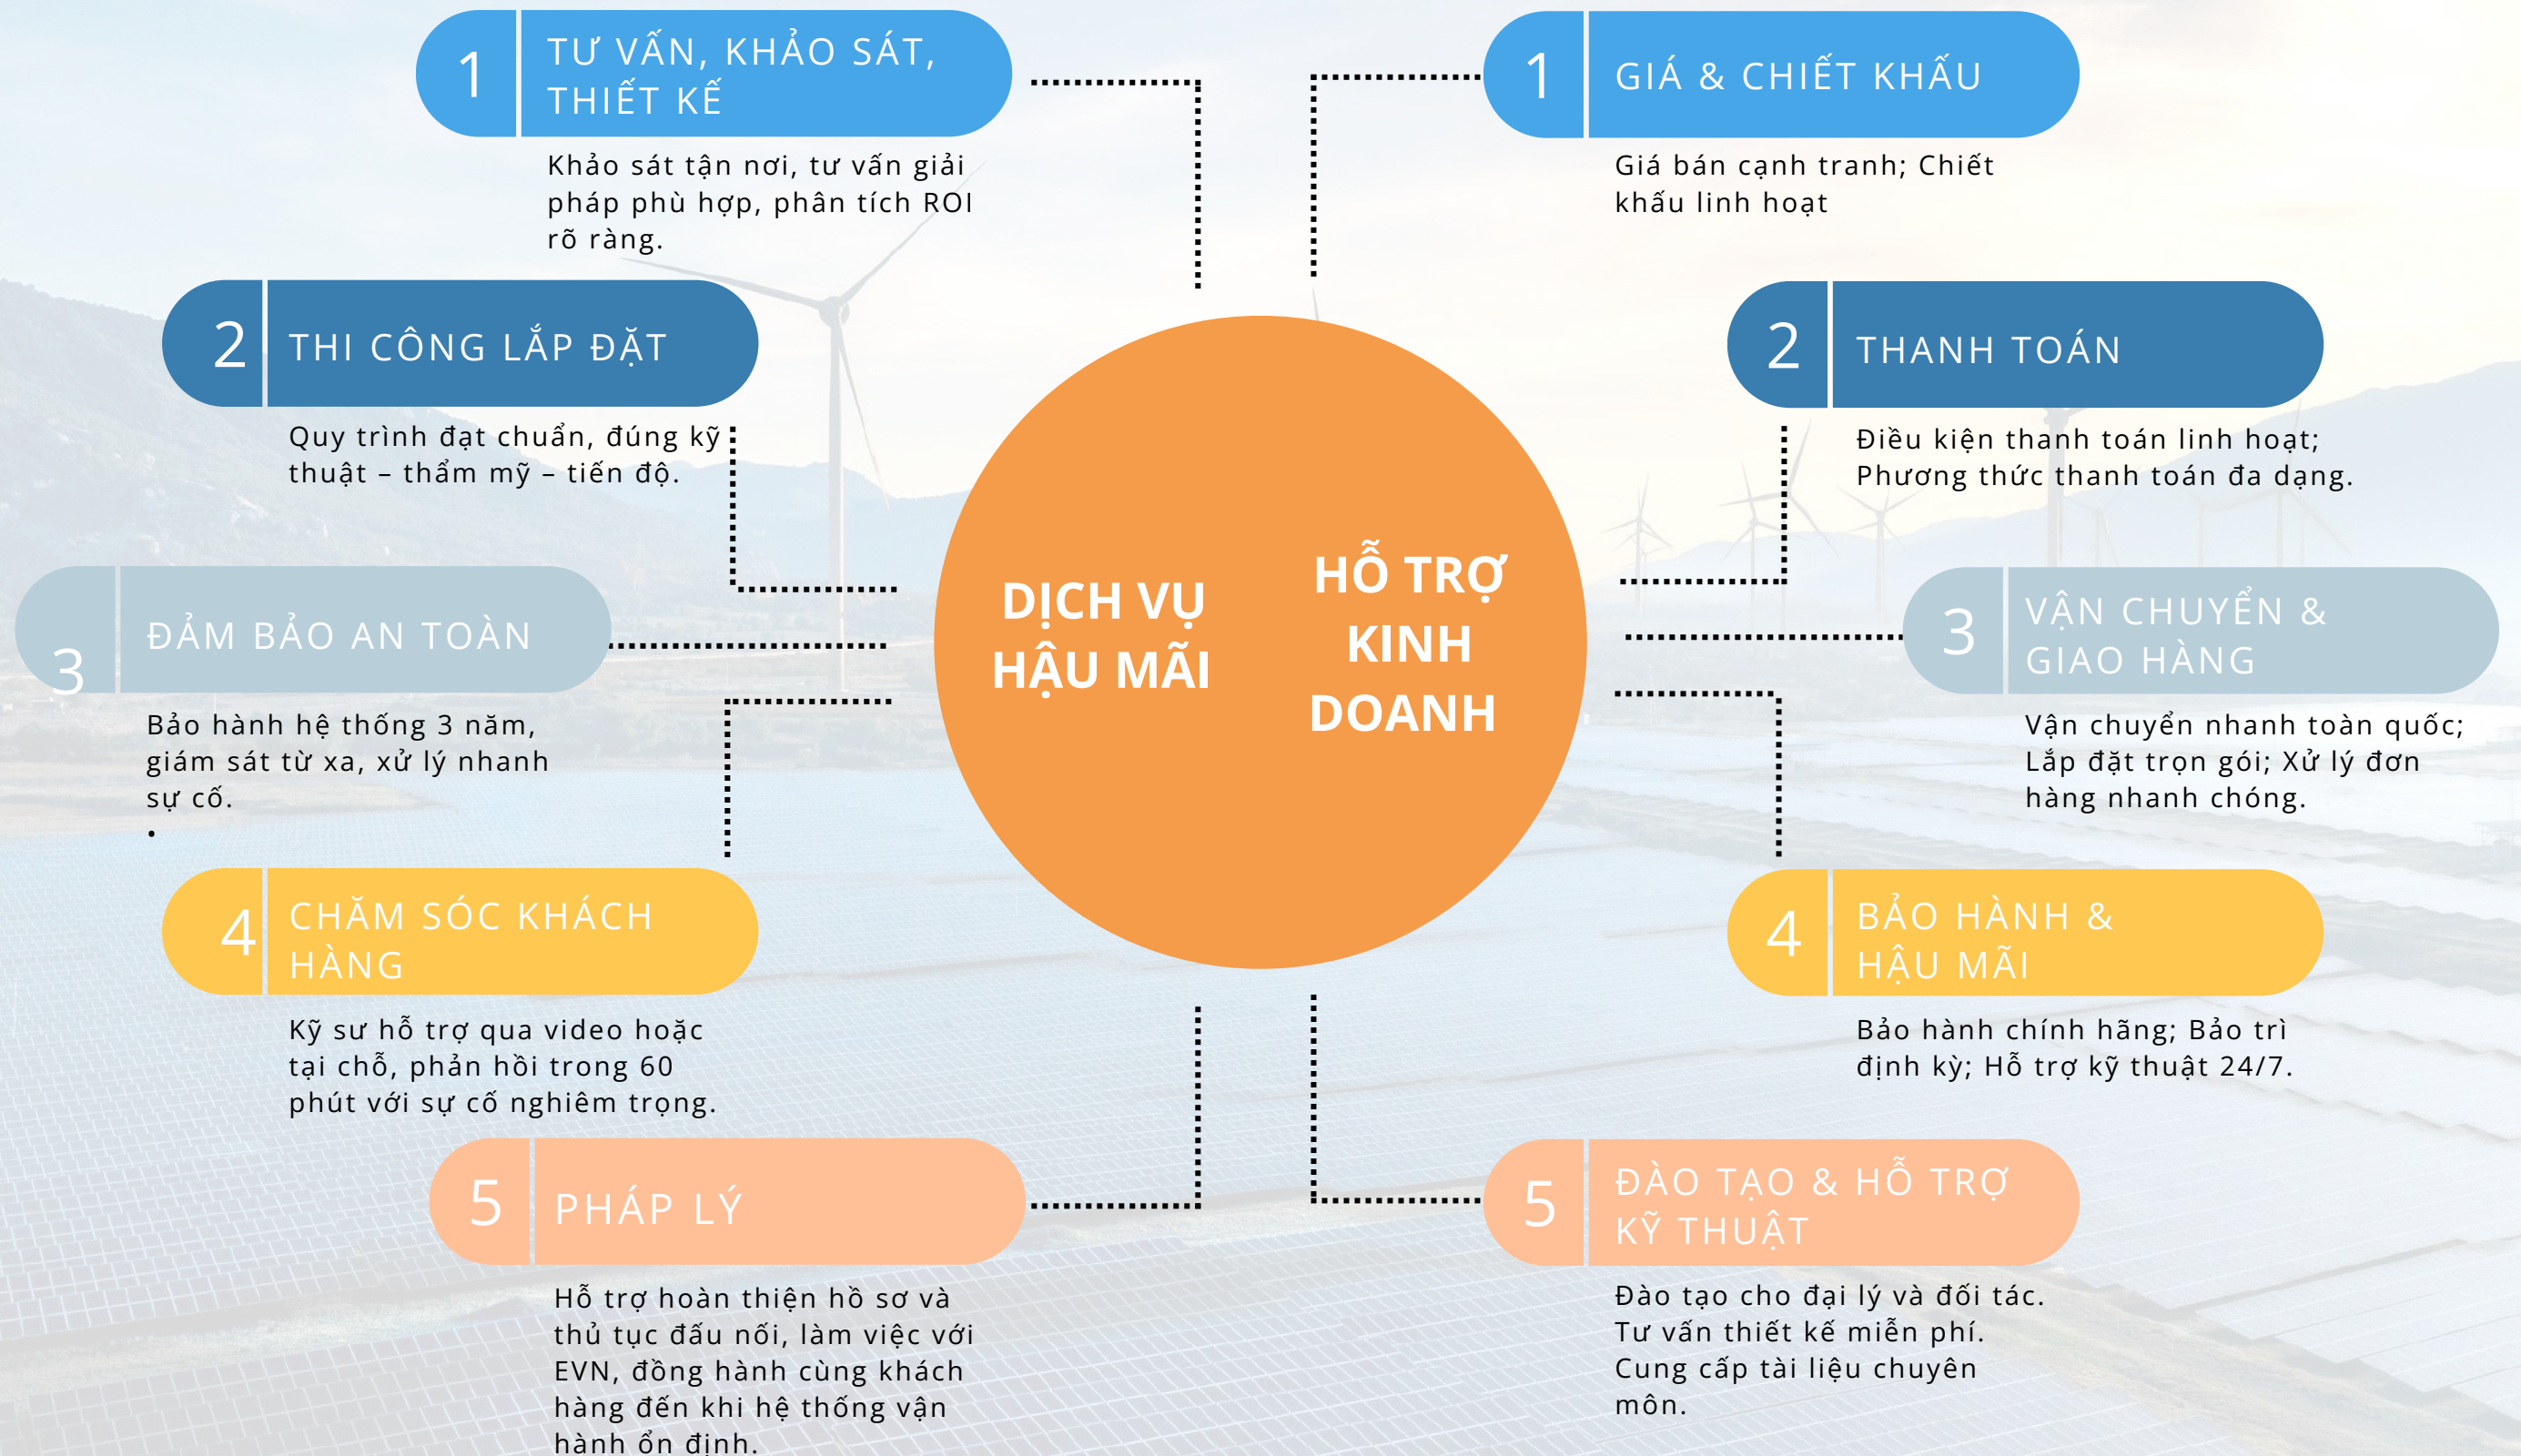 1
TƯ VẤN, KHẢO SÁT,
THIẾT KẾ
Khảo sát tận nơi, tư vấn giải
pháp phù hợp, phân tích ROI
rõ ràng.
2
THI CÔNG LẮP ĐẶT
Quy trình đạt chuẩn, đúng kỹ
thuật – thẩm mỹ – tiến độ.
3
ĐẢM BẢO AN TOÀN
Bảo hành hệ thống 3 năm,
giám sát từ xa, xử lý nhanh
sự cố.
•
4
CHĂM SÓC KHÁCH
HÀNG
Kỹ sư hỗ trợ qua video hoặc
tại chỗ, phản hồi trong 60
phút với sự cố nghiêm trọng.
5
PHÁP LÝ
Hỗ trợ hoàn thiện hồ sơ và
thủ tục đấu nối, làm việc với
EVN, đồng hành cùng khách
hàng đến khi hệ thống vận
hành ổn định.
DỊCH VỤ
HẬU MÃI
HỖ TRỢ
KINH
DOANH
1
GIÁ & CHIẾT KHẤU
Giá bán cạnh tranh; Chiết
khấu linh hoạt
2
THANH TOÁN
Điều kiện thanh toán linh hoạt;
Phương thức thanh toán đa dạng.
3
VẬN CHUYỂN &
GIAO HÀNG
Vận chuyển nhanh toàn quốc;
Lắp đặt trọn gói; Xử lý đơn
hàng nhanh chóng.
4
BẢO HÀNH &
HẬU MÃI
Bảo hành chính hãng; Bảo trì
định kỳ; Hỗ trợ kỹ thuật 24/7.
5
ĐÀO TẠO & HỖ TRỢ
KỸ THUẬT
Đào tạo cho đại lý và đối tác.
Tư vấn thiết kế miễn phí.
Cung cấp tài liệu chuyên
môn.